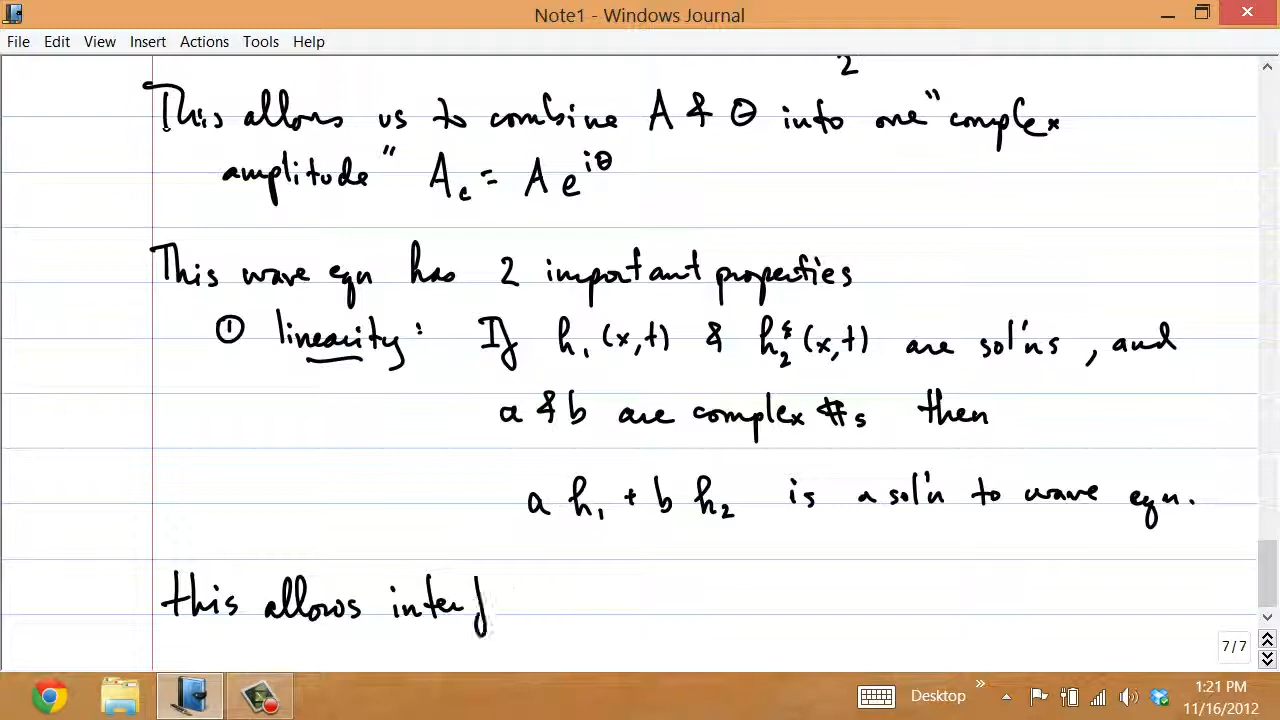 Note1 - Windows Journal
File Edit View Insert Actions Tools Help
2
This allows us to combine A & θ into one "complex
amplitude" A_c = A e^{iθ}
This wave eqn has 2 important properties
① linearity: If h₁(x,t) & h₂(x,t) are sol'ns, and
a & b are complex #s then
a h₁ + b h₂ is a sol'n to wave eqn.
this allows interf
7/7
Desktop
1:21 PM
11/16/2012